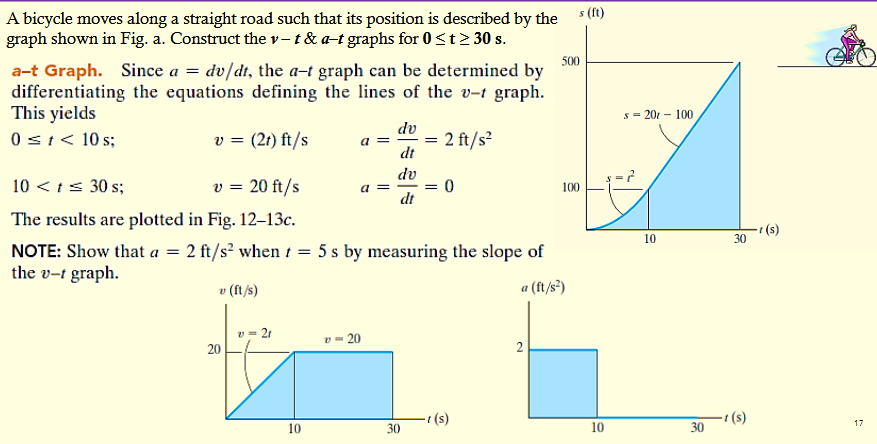 A bicycle moves along a straight road such that its position is described by the
graph shown in Fig. a. Construct the v – t & a–t graphs for 0 ≤ t ≥ 30 s.
a–t Graph. Since a = dv/dt, the a–t graph can be determined by
differentiating the equations defining the lines of the v–t graph.
This yields
0 ≤ t < 10 s; v = (2t) ft/s a = dv/dt = 2 ft/s²
10 < t ≤ 30 s; v = 20 ft/s a = dv/dt = 0
The results are plotted in Fig. 12–13c.
NOTE: Show that a = 2 ft/s² when t = 5 s by measuring the slope of
the v–t graph.
s (ft)
500
s = 20t – 100
100
s = t²
10
30
t (s)
v (ft/s)
v = 2t
v = 20
20
10
30
t (s)
a (ft/s²)
2
10
30
t (s)
17